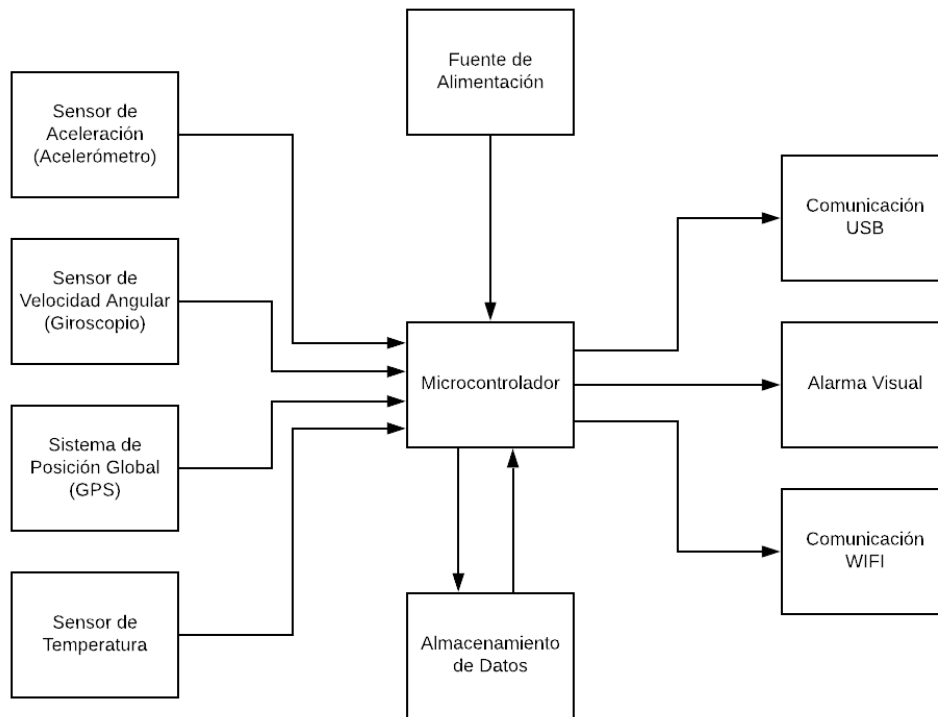 Fuente de
Alimentación
Sensor de
Aceleración
(Acelerómetro)
Comunicación
USB
Sensor de
Velocidad Angular
(Giroscopio)
Microcontrolador
Alarma Visual
Sistema de
Posición Global
(GPS)
Comunicación
WIFI
Sensor de
Temperatura
Almacenamiento
de Datos